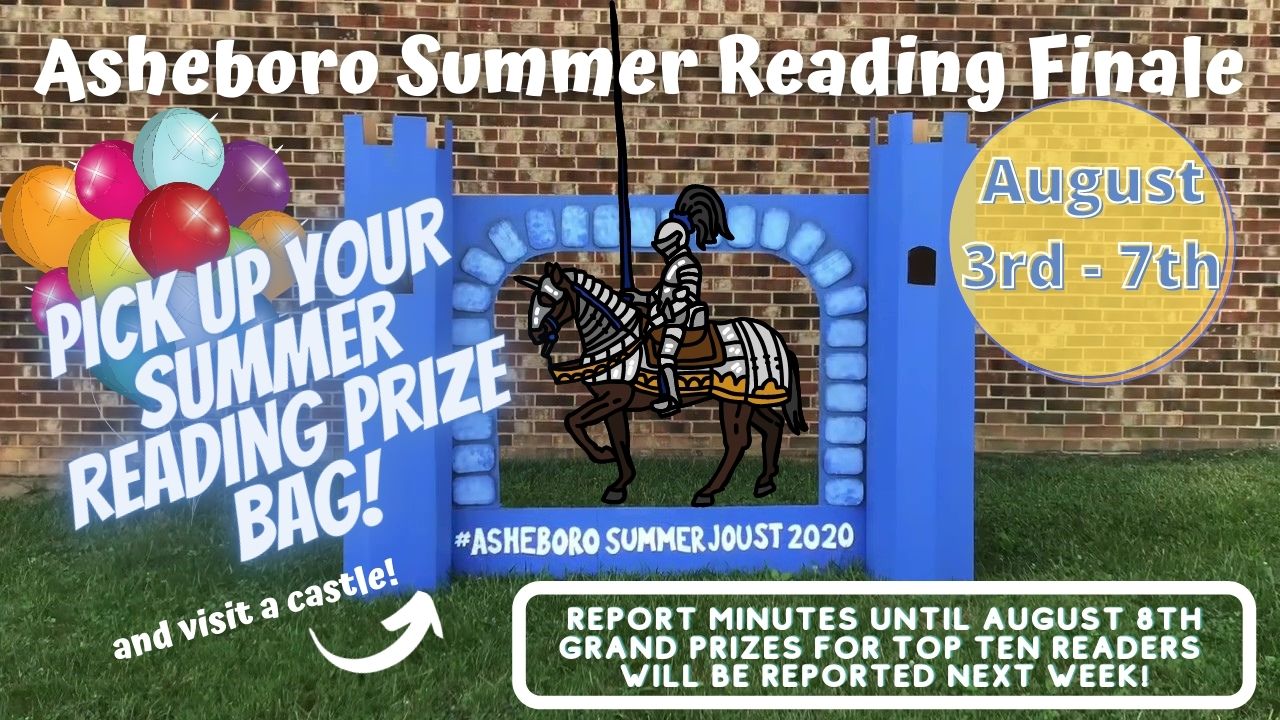 Asheboro Summer Reading Finale
August
3rd - 7th
PICK UP YOUR
SUMMER
READING PRIZE
BAG!
and visit a castle!
#ASHEBORO SUMMER JOUST 2020
REPORT MINUTES UNTIL AUGUST 8TH
GRAND PRIZES FOR TOP TEN READERS
WILL BE REPORTED NEXT WEEK!